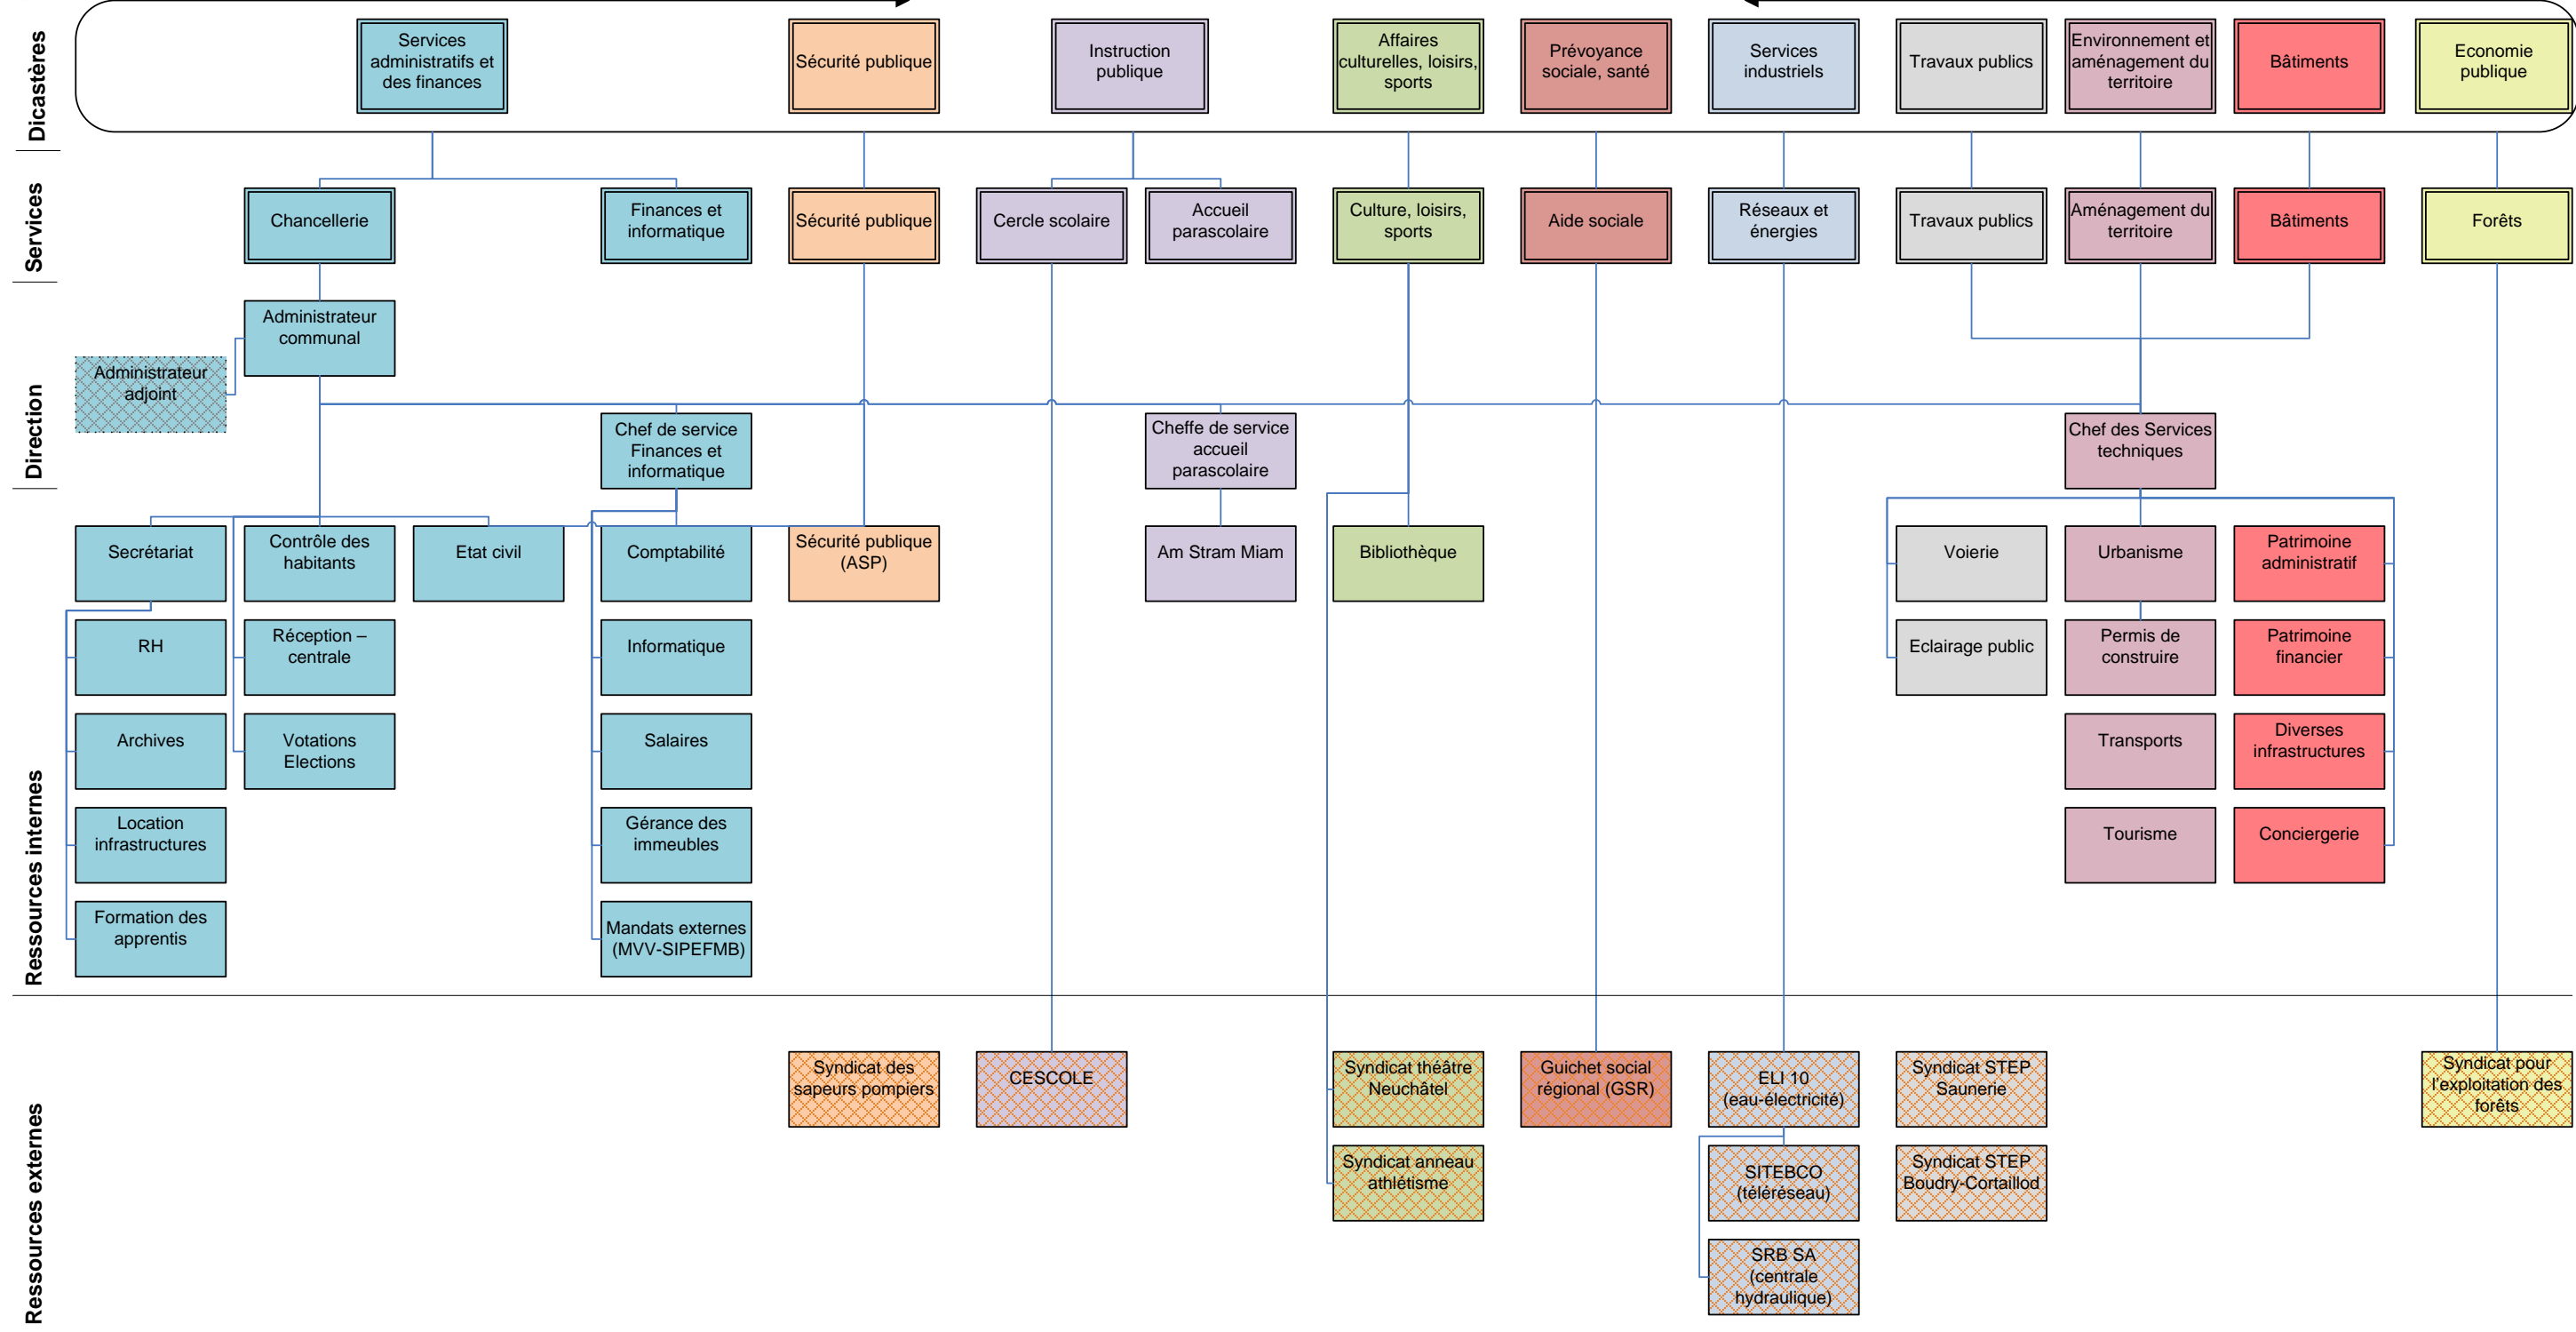 Dicastères
Services
administratifs et
des finances
Sécurité publique
Instruction
publique
Affaires
culturelles, loisirs,
sports
Prévoyance
sociale, santé
Services
industriels
Travaux publics
Environnement et
aménagement du
territoire
Bâtiments
Economie
publique
Services
Chancellerie
Finances et
informatique
Sécurité publique
Cercle scolaire
Accueil
parascolaire
Culture, loisirs,
sports
Aide sociale
Réseaux et
énergies
Travaux publics
Aménagement du
territoire
Bâtiments
Forêts
Direction
Administrateur
communal
Administrateur
adjoint
Chef de service
Finances et
informatique
Cheffe de service
accueil
parascolaire
Chef des Services
techniques
Ressources internes
Secrétariat
Contrôle des
habitants
Etat civil
Comptabilité
Sécurité publique
(ASP)
Am Stram Miam
Bibliothèque
Voierie
Urbanisme
Patrimoine
administratif
RH
Réception –
centrale
Informatique
Eclairage public
Permis de
construire
Patrimoine
financier
Archives
Votations
Elections
Salaires
Transports
Diverses
infrastructures
Location
infrastructures
Gérance des
immeubles
Tourisme
Conciergerie
Formation des
apprentis
Mandats externes
(MVV-SIPEFMB)
Ressources externes
Syndicat des
sapeurs pompiers
CESCOLE
Syndicat théâtre
Neuchâtel
Guichet social
régional (GSR)
ELI 10
(eau-électricité)
Syndicat STEP
Saunerie
Syndicat pour
l'exploitation des
forêts
Syndicat anneau
athlétisme
SITEBCO
(téléréseau)
Syndicat STEP
Boudry-Cortaillod
SRB SA
(centrale
hydraulique)